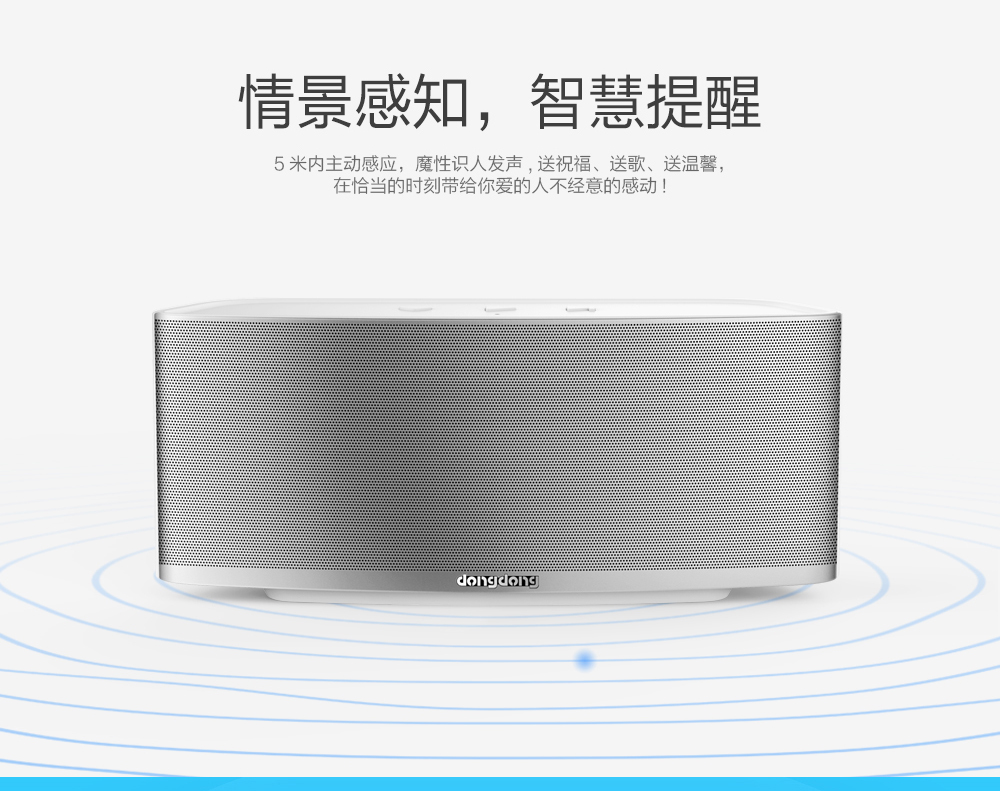 情景感知，智慧提醒
5 米内主动感应，魔性识人发声 , 送祝福、送歌、送温馨，
在恰当的时刻带给你爱的人不经意的感动！
dongdong